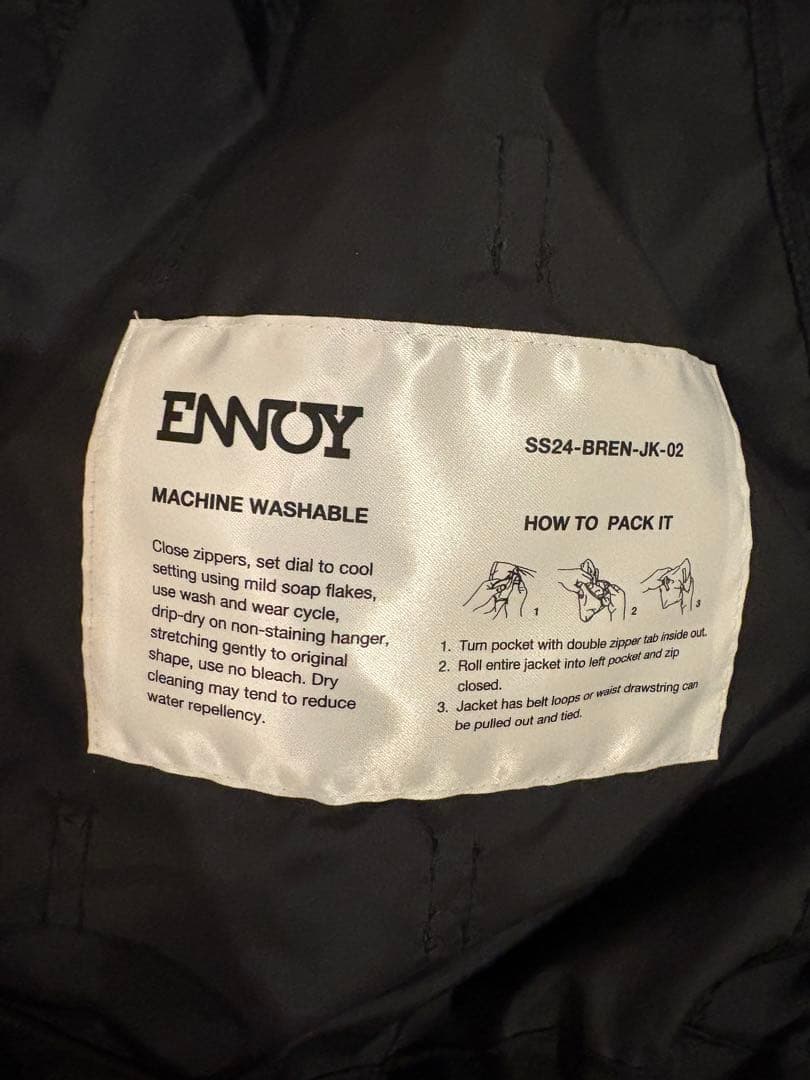 ENNOY
MACHINE WASHABLE
Close zippers, set dial to cool
setting using mild soap flakes,
use wash and wear cycle,
drip-dry on non-staining hanger,
stretching gently to original
shape, use no bleach. Dry
cleaning may tend to reduce
water repellency.
SS24-BREN-JK-02
HOW TO PACK IT
1 2 3
1. Turn pocket with double zipper tab inside out.
2. Roll entire jacket into left pocket and zip
closed.
3. Jacket has belt loops or waist drawstring can
be pulled out and tied.